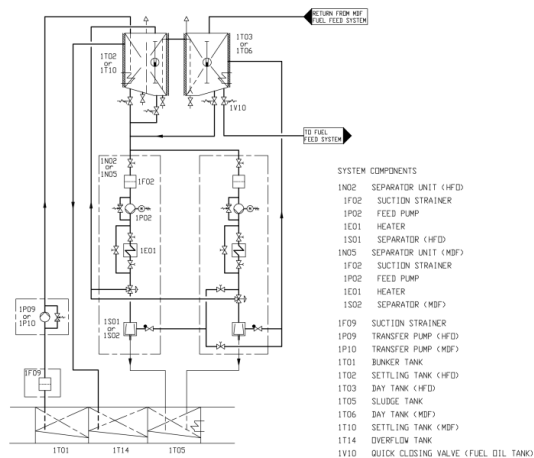 RETURN FROM MDF
FUEL FEED SYSTEM
1T02
or
1T10
1T03
or
1T06
1V10
TO FUEL
FEED SYSTEM
1N02
or
1N05
1F02
1P02
1E01
1S01
or
1S02
1P09
or
1P10
1F09
1T01
1T14
1T05
SYSTEM COMPONENTS
1N02 SEPARATOR UNIT (HFO)
1F02 SUCTION STRAINER
1P02 FEED PUMP
1E01 HEATER
1S01 SEPARATOR (HFO)
1N05 SEPARATOR UNIT (MDF)
1F02 SUCTION STRAINER
1P02 FEED PUMP
1E01 HEATER
1S02 SEPARATOR (MDF)
1F09 SUCTION STRAINER
1P09 TRANSFER PUMP (HFO)
1P10 TRANSFER PUMP (MDF)
1T01 BUNKER TANK
1T02 SETTLING TANK (HFO)
1T03 DAY TANK (HFO)
1T05 SLUDGE TANK
1T06 DAY TANK (MDF)
1T10 SETTLING TANK (MDF)
1T14 OVERFLOW TANK
1V10 QUICK CLOSING VALVE (FUEL OIL TANK)